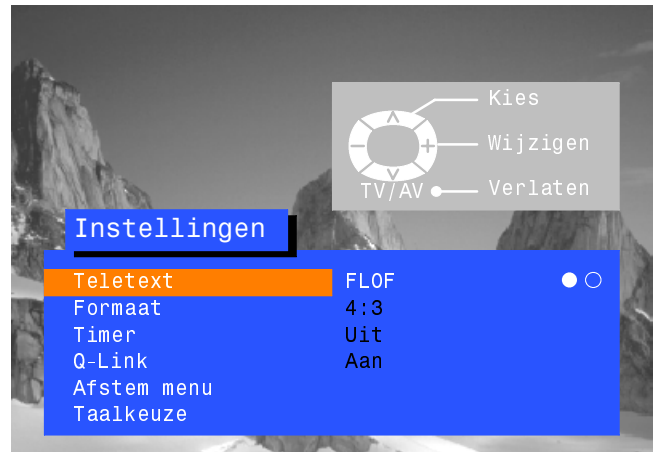 Kies
Wijzigen
TV/AV Verlaten
Instellingen
Teletext FLOF
Formaat 4:3
Timer Uit
Q-Link Aan
Afstem menu
Taalkeuze